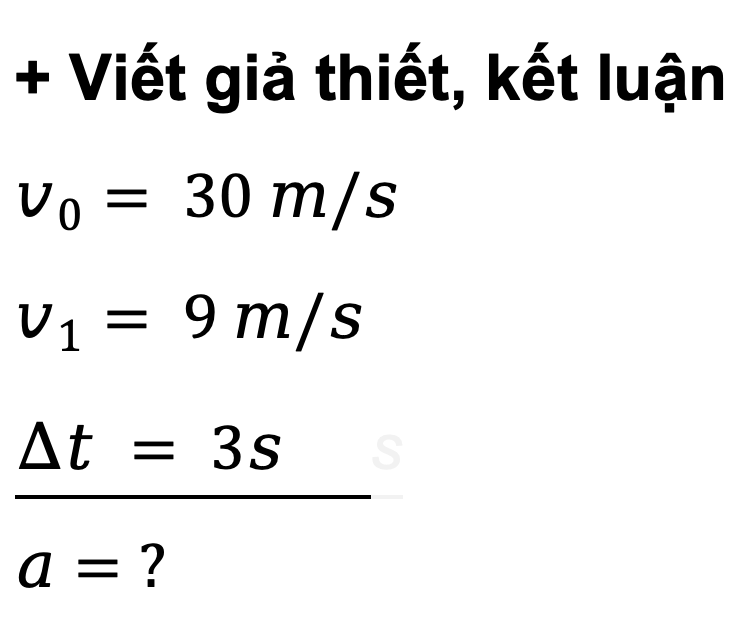 + Viết giả thiết, kết luận
v₀ = 30 m/s
v₁ = 9 m/s
Δt = 3s s
a = ?